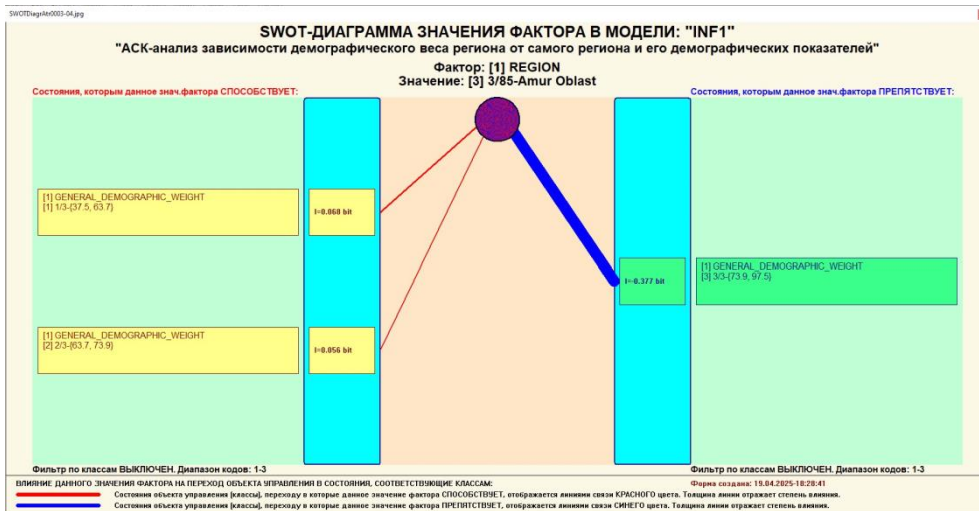 SWOTDiagrAtr0003-04.jpg
SWOT-ДИАГРАММА ЗНАЧЕНИЯ ФАКТОРА В МОДЕЛИ: "INF1"
"АСК-анализ зависимости демографического веса региона от самого региона и его демографических показателей"
Фактор: [1] REGION
Значение: [3] 3/85-Amur Oblast
Состояния, которым данное знач.фактора СПОСОБСТВУЕТ:
Состояния, которым данное знач.фактора ПРЕПЯТСТВУЕТ:
[1] GENERAL_DEMOGRAPHIC_WEIGHT
[1] 1/3-{37.5, 63.7}
I=0.068 bit
[1] GENERAL_DEMOGRAPHIC_WEIGHT
[3] 3/3-{73.9, 97.5}
I=-0.377 bit
[1] GENERAL_DEMOGRAPHIC_WEIGHT
[2] 2/3-{63.7, 73.9}
I=0.056 bit
Фильтр по классам ВЫКЛЮЧЕН. Диапазон кодов: 1-3
Фильтр по классам ВЫКЛЮЧЕН. Диапазон кодов: 1-3
ВЛИЯНИЕ ДАННОГО ЗНАЧЕНИЯ ФАКТОРА НА ПЕРЕХОД ОБЪЕКТА УПРАВЛЕНИЯ В СОСТОЯНИЯ, СООТВЕТСТВУЮЩИЕ КЛАССАМ:
Форма создана: 19.04.2025-18:28:41
Состояния объекта управления (классы), переходу в которые данное значение фактора СПОСОБСТВУЕТ, отображается линиями связи КРАСНОГО цвета. Толщина линии отражает степень влияния.
Состояния объекта управления (классы), переходу в которые данное значение фактора ПРЕПЯТСТВУЕТ, отображается линиями связи СИНЕГО цвета. Толщина линии отражает степень влияния.